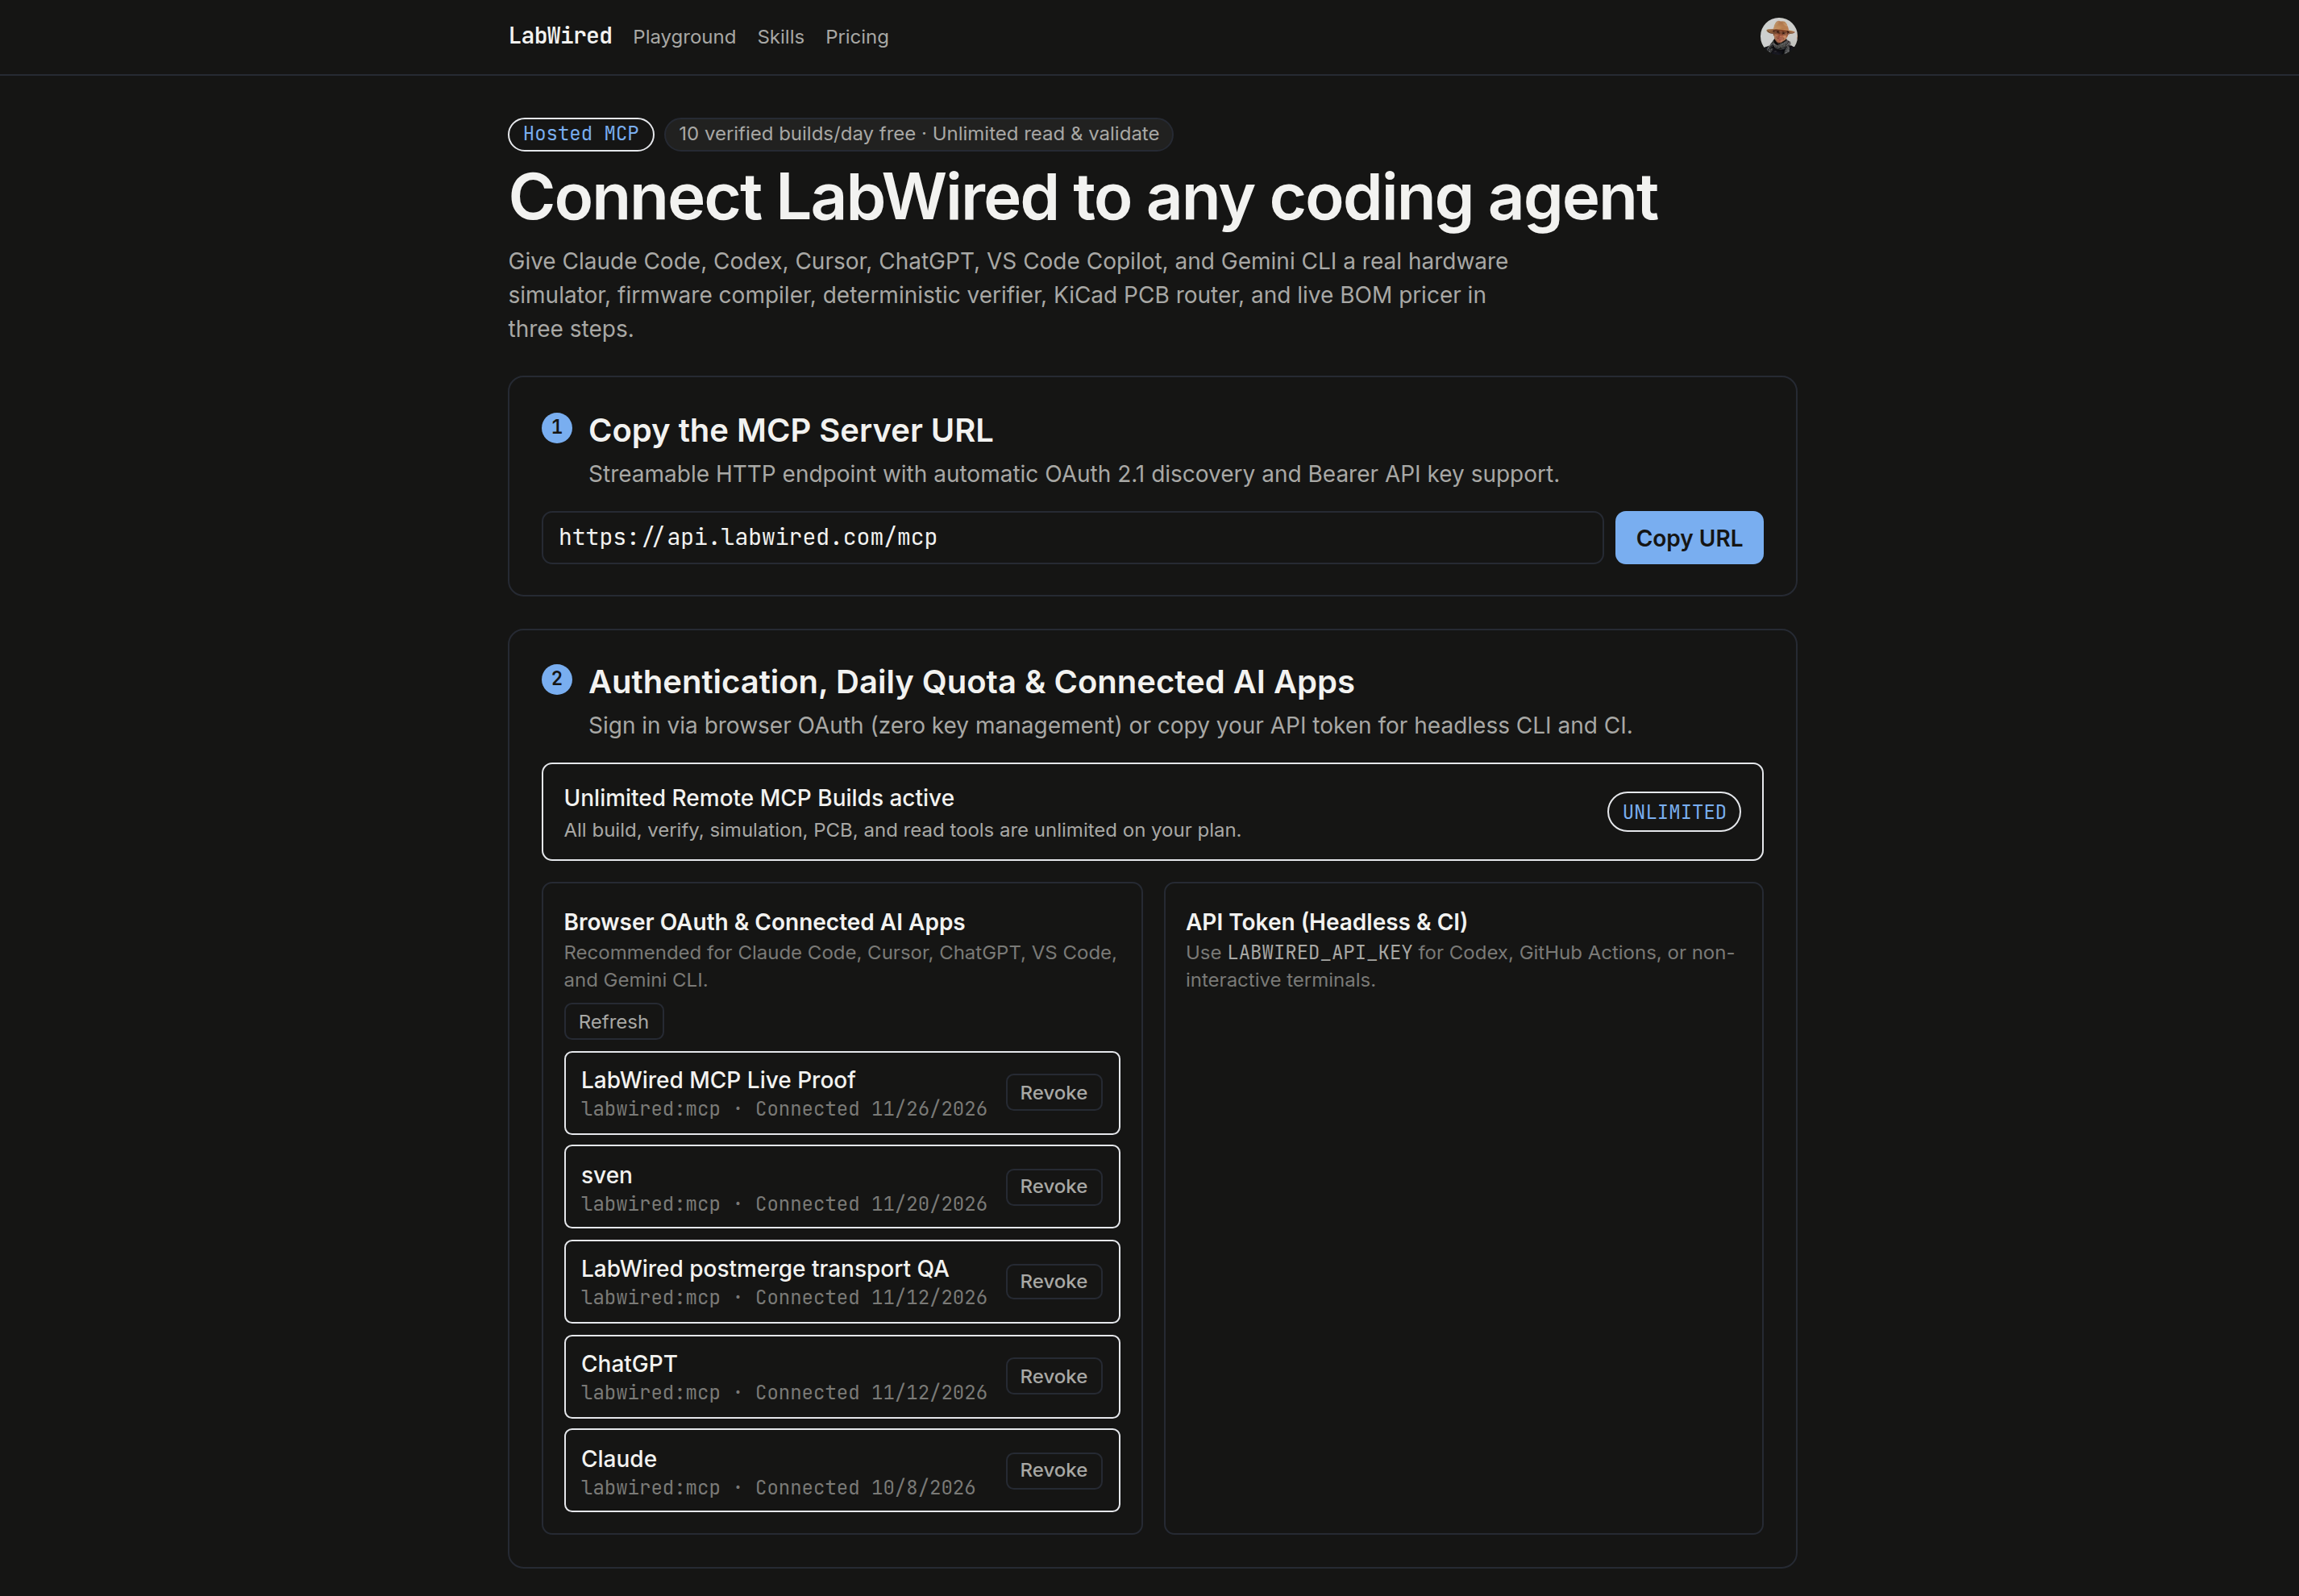 LabWired Playground Skills Pricing
Hosted MCP 10 verified builds/day free · Unlimited read & validate
Connect LabWired to any coding agent
Give Claude Code, Codex, Cursor, ChatGPT, VS Code Copilot, and Gemini CLI a real hardware
simulator, firmware compiler, deterministic verifier, KiCad PCB router, and live BOM pricer in
three steps.
1 Copy the MCP Server URL
Streamable HTTP endpoint with automatic OAuth 2.1 discovery and Bearer API key support.
https://api.labwired.com/mcp Copy URL
2 Authentication, Daily Quota & Connected AI Apps
Sign in via browser OAuth (zero key management) or copy your API token for headless CLI and CI.
Unlimited Remote MCP Builds active
All build, verify, simulation, PCB, and read tools are unlimited on your plan.
UNLIMITED
Browser OAuth & Connected AI Apps
Recommended for Claude Code, Cursor, ChatGPT, VS Code,
and Gemini CLI.
Refresh
LabWired MCP Live Proof
labwired:mcp · Connected 11/26/2026
Revoke
sven
labwired:mcp · Connected 11/20/2026
Revoke
LabWired postmerge transport QA
labwired:mcp · Connected 11/12/2026
Revoke
ChatGPT
labwired:mcp · Connected 11/12/2026
Revoke
Claude
labwired:mcp · Connected 10/8/2026
Revoke
API Token (Headless & CI)
Use LABWIRED_API_KEY for Codex, GitHub Actions, or non-
interactive terminals.